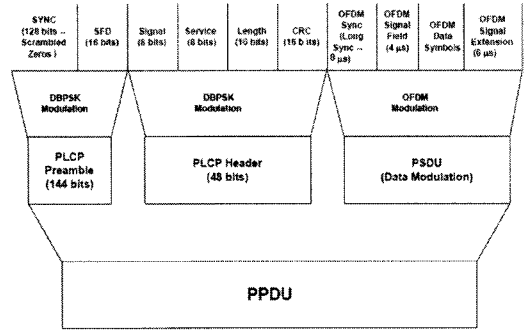 SYNC
(128 bits --
Scrambled
Zeros)
SFD
(16 bits)
Signal
(8 bits)
Service
(8 bits)
Length
(16 bits)
CRC
(16 bits)
OFDM
Sync
(Long
Sync --
8 µs)
OFDM
Signal
Field
(4 µs)
OFDM
Data
Symbols
OFDM
Signal
Extension
(6 µs)
DBPSK
Modulation
DBPSK
Modulation
OFDM
Modulation
PLCP
Preamble
(144 bits)
PLCP Header
(48 bits)
PSDU
(Data Modulation)
PPDU